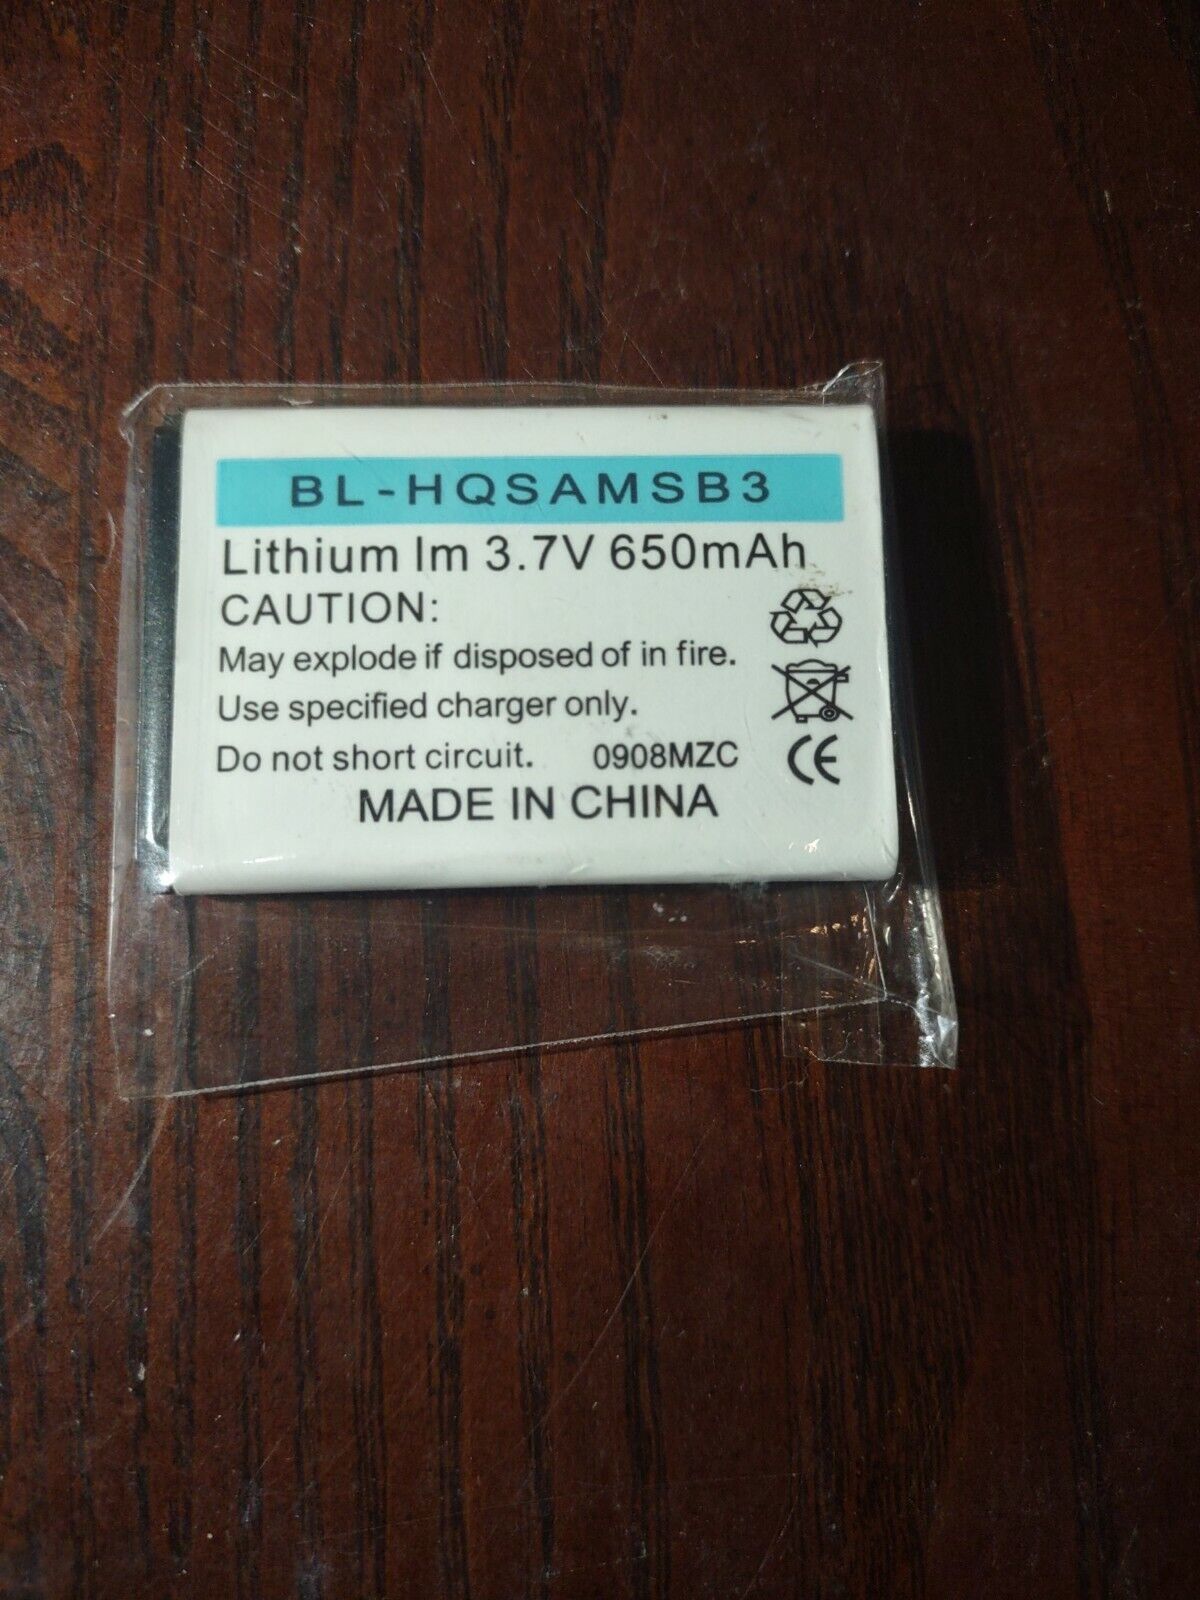 BL-HQSAMSB3
Lithium Im 3.7V 650mAh
CAUTION:
May explode if disposed of in fire.
Use specified charger only.
Do not short circuit. 0908MZC
CE
MADE IN CHINA